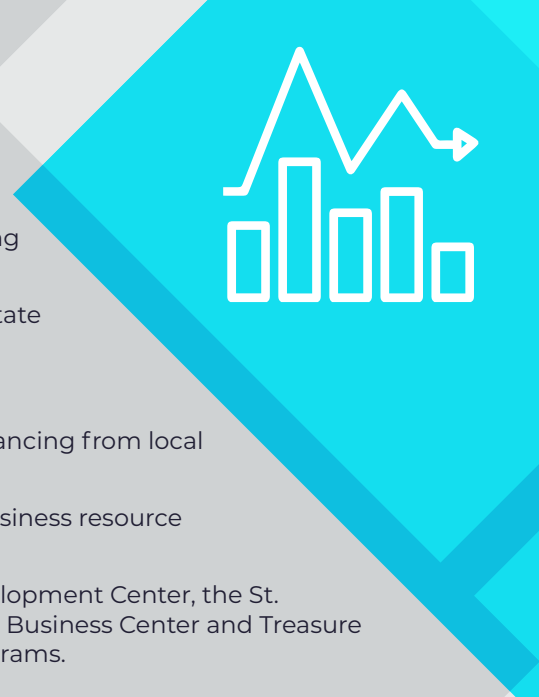 ng
tate
ancing from local
siness resource
lopment Center, the St.
Business Center and Treasure
rams.